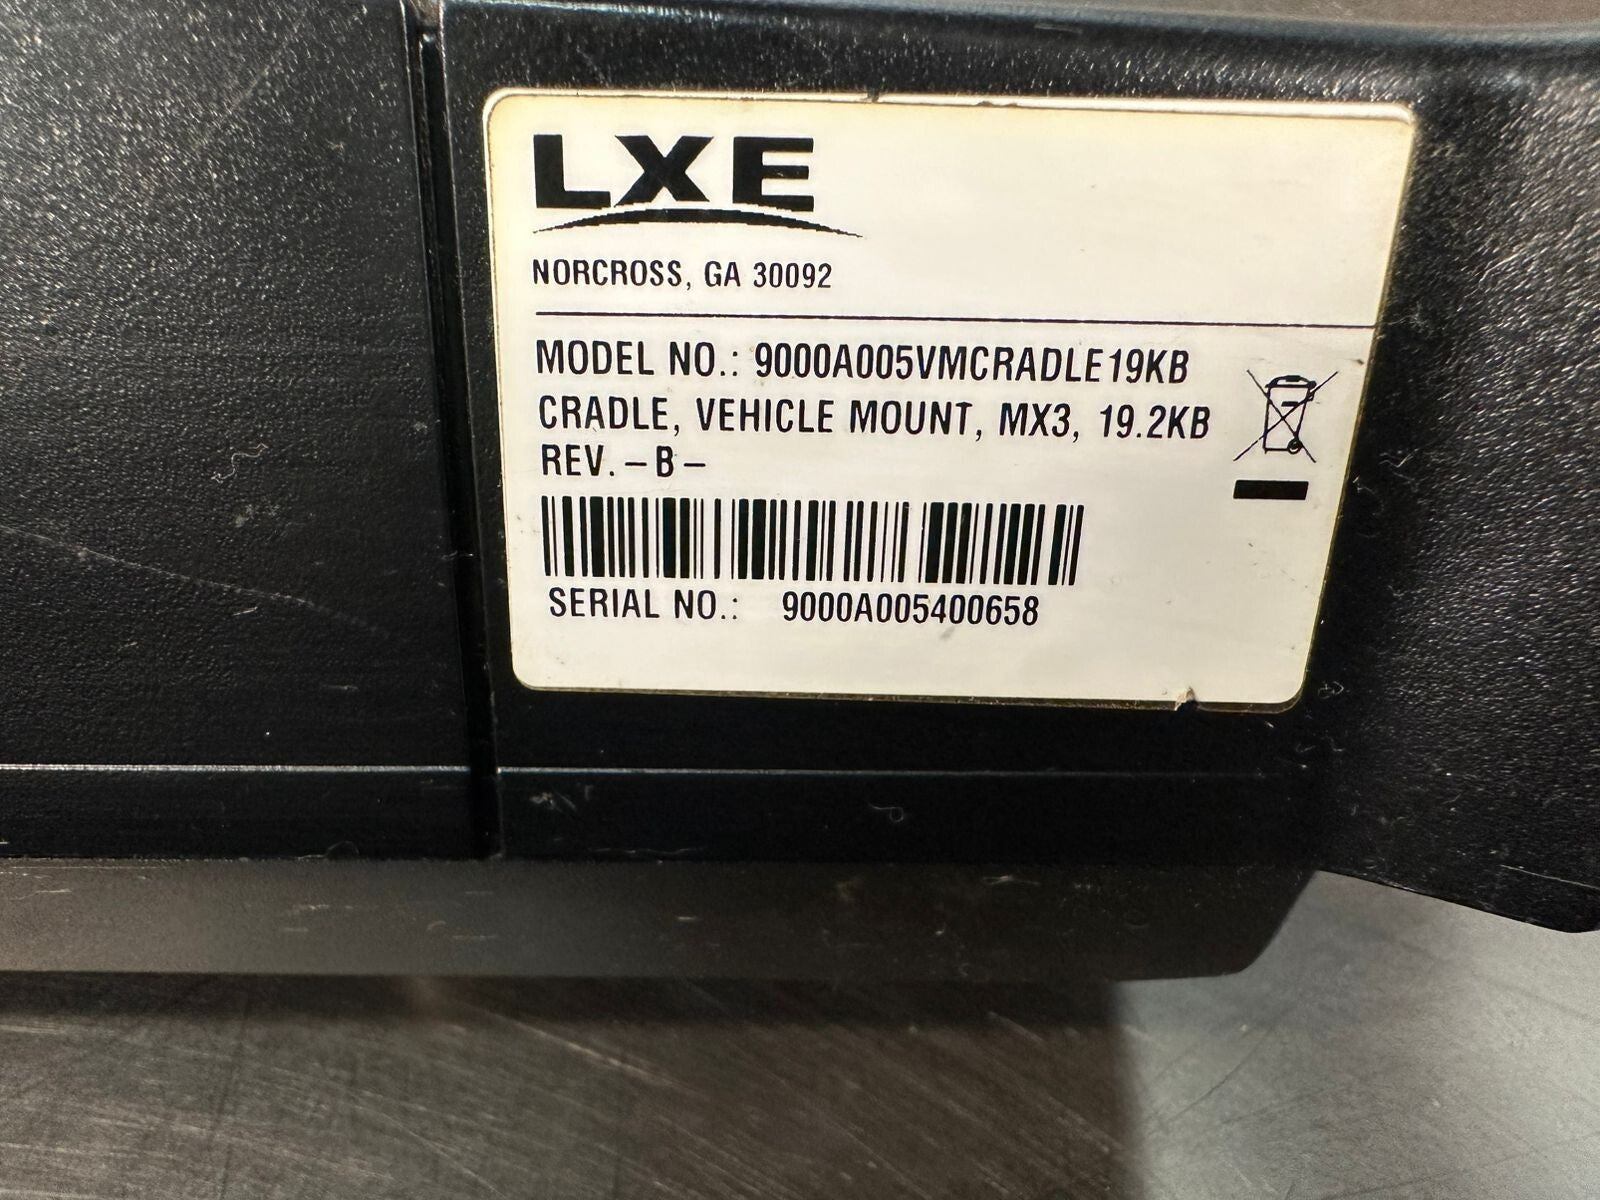 LXE
NORCROSS, GA 30092
MODEL NO.: 9000A005VMCRADLE19KB
CRADLE, VEHICLE MOUNT, MX3, 19.2KB
REV. – B –
SERIAL NO.: 9000A005400658